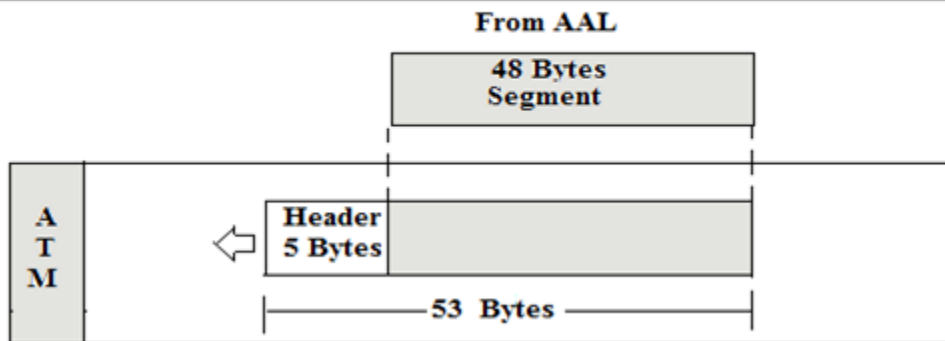 From AAL
48 Bytes
Segment
A
T
M
Header
5 Bytes
53 Bytes